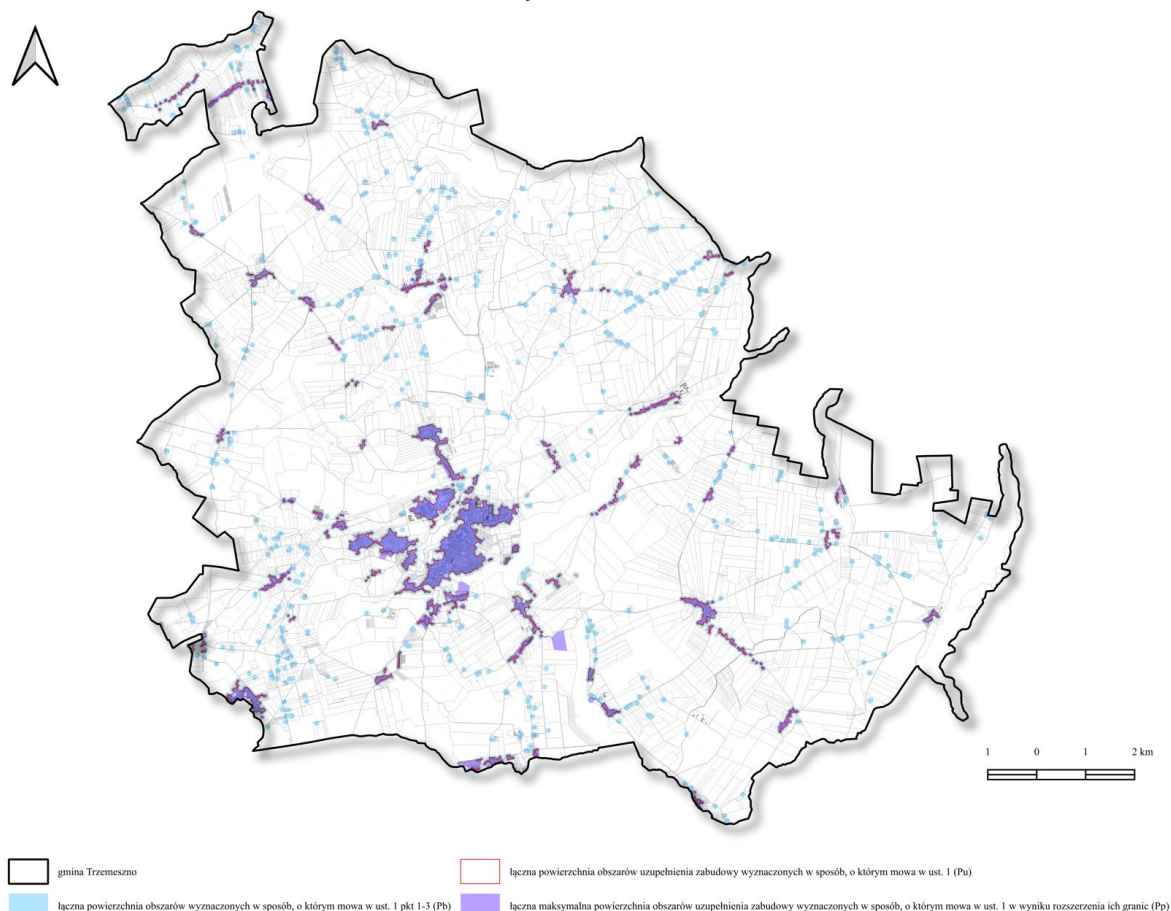 1 0 1 2 km
gmina Trzemeszno
łączna powierzchnia obszarów uzupełnienia zabudowy wyznaczonych w sposób, o którym mowa w ust. 1 (Pu)
łączna powierzchnia obszarów wyznaczonych w sposób, o którym mowa w ust. 1 pkt 1-3 (Pb)
łączna maksymalna powierzchnia obszarów uzupełnienia zabudowy wyznaczonych w sposób, o którym mowa w ust. 1 w wyniku rozszerzenia ich granic (Pp)